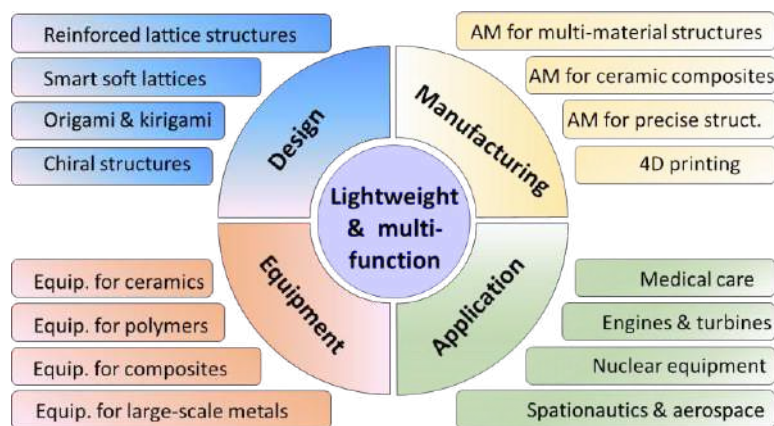 Reinforced lattice structures
Smart soft lattices
Origami & kirigami
Chiral structures
Design
Manufacturing
AM for multi-material structures
AM for ceramic composites
AM for precise struct.
4D printing
Lightweight
& multi-
function
Equip. for ceramics
Equip. for polymers
Equip. for composites
Equip. for large-scale metals
Equipment
Application
Medical care
Engines & turbines
Nuclear equipment
Spationautics & aerospace